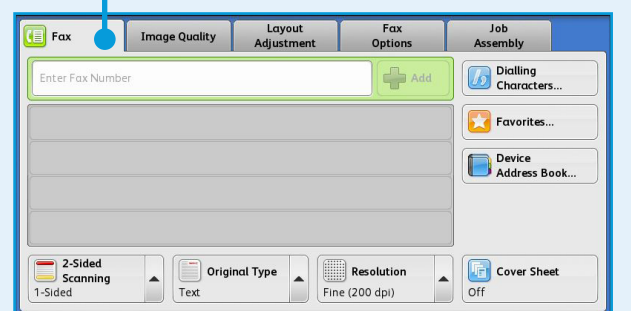 Fax
Image Quality
Layout
Adjustment
Fax
Options
Job
Assembly
Enter Fax Number
Add
Dialling
Characters...
Favorites...
Device
Address Book...
2-Sided
Scanning
1-Sided
Original Type
Text
Resolution
Fine (200 dpi)
Cover Sheet
Off